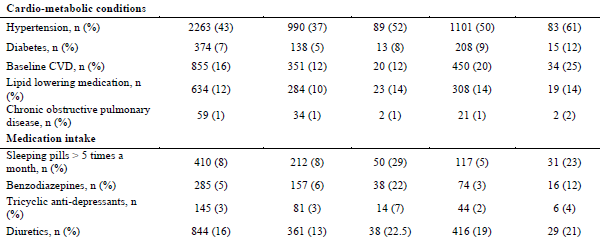 Cardio-metabolic conditions
Hypertension, n (%) 2263 (43) 990 (37) 89 (52) 1101 (50) 83 (61)
Diabetes, n (%) 374 (7) 138 (5) 13 (8) 208 (9) 15 (12)
Baseline CVD, n (%) 855 (16) 351 (12) 20 (12) 450 (20) 34 (25)
Lipid lowering medication, n
(%) 634 (12) 284 (10) 23 (14) 308 (14) 19 (14)
Chronic obstructive pulmonary
disease, n (%) 59 (1) 34 (1) 2 (1) 21 (1) 2 (2)
Medication intake
Sleeping pills > 5 times a
month, n (%) 410 (8) 212 (8) 50 (29) 117 (5) 31 (23)
Benzodiazepines, n (%) 285 (5) 157 (6) 38 (22) 74 (3) 16 (12)
Tricyclic anti-depressants, n
(%) 145 (3) 81 (3) 14 (7) 44 (2) 6 (4)
Diuretics, n (%) 844 (16) 361 (13) 38 (22.5) 416 (19) 29 (21)